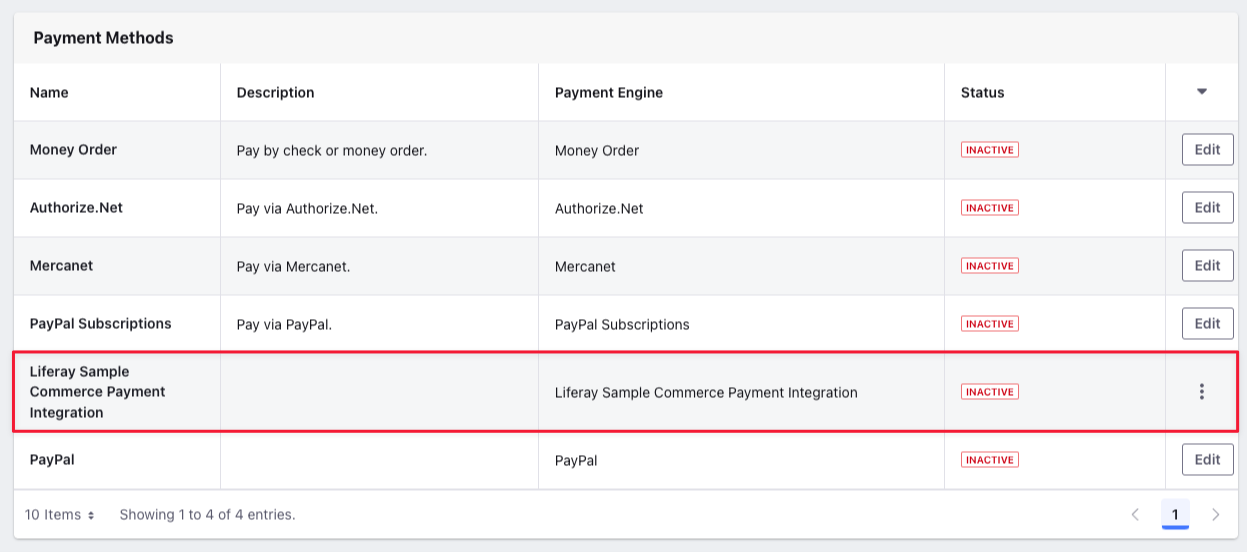 Payment Methods
Name Description Payment Engine Status
Money Order Pay by check or money order. Money Order INACTIVE Edit
Authorize.Net Pay via Authorize.Net. Authorize.Net INACTIVE Edit
Mercanet Pay via Mercanet. Mercanet INACTIVE Edit
PayPal Subscriptions Pay via PayPal. PayPal Subscriptions INACTIVE Edit
Liferay Sample
Commerce Payment Liferay Sample Commerce Payment Integration INACTIVE
Integration
PayPal PayPal INACTIVE Edit
10 Items Showing 1 to 4 of 4 entries. 1